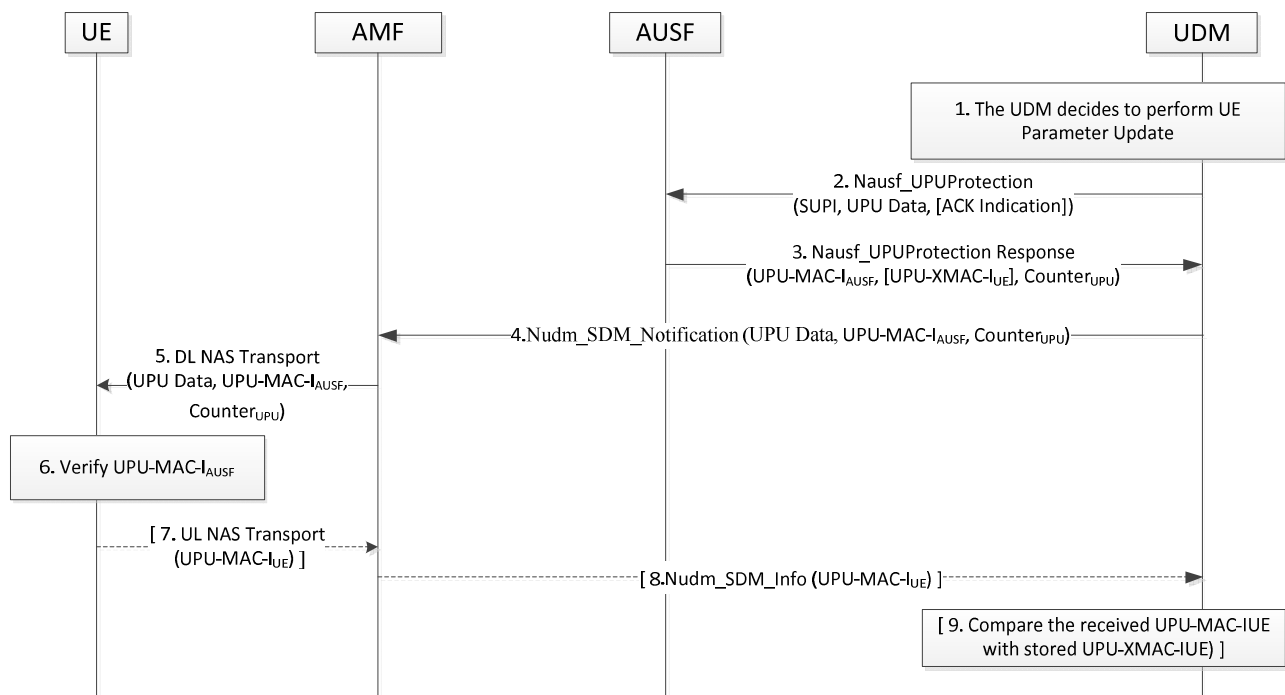 UE
AMF
AUSF
UDM
1. The UDM decides to perform UE
Parameter Update
2. Nausf_UPUProtection
(SUPI, UPU Data, [ACK Indication])
3. Nausf_UPUProtection Response
(UPU-MAC-IAUSF, [UPU-XMAC-IUE], CounterUPU)
4.Nudm_SDM_Notification (UPU Data, UPU-MAC-IAUSF, CounterUPU)
5. DL NAS Transport
(UPU Data, UPU-MAC-IAUSF,
CounterUPU)
6. Verify UPU-MAC-IAUSF
[ 7. UL NAS Transport
(UPU-MAC-IUE) ]
[ 8.Nudm_SDM_Info (UPU-MAC-IUE) ]
[ 9. Compare the received UPU-MAC-IUE
with stored UPU-XMAC-IUE) ]